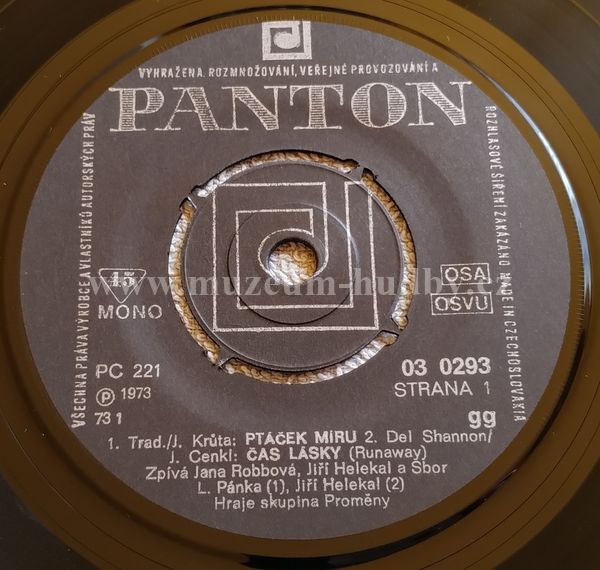 VYHRAŽENA. ROZMNOŽOVÁNÍ, VEŘEJNÉ PROVOZOVÁNÍ A
PANTON
VŠECHNA PRÁVA VÝROBCE A VLASTNÍKŮ AUTORSKÝCH PRÁV
ROZHLASOVÉ ŠÍŘENÍ ZAKÁZÁNO MADE IN CZECHOSLOVAKIA
www.muzeum-hudby.cz
45
MONO
OSA
OSVU
PC 221
℗ 1973
73 1
03 0293
STRANA 1
gg
1. Trad./J. Krůta: PTÁČEK MÍRU 2. Del Shannon/
J. Cenkl: ČAS LÁSKY (Runaway)
Zpívá Jana Robbová, Jiří Helekal a Sbor
L. Pánka (1), Jiří Helekal (2)
Hraje skupina Proměny